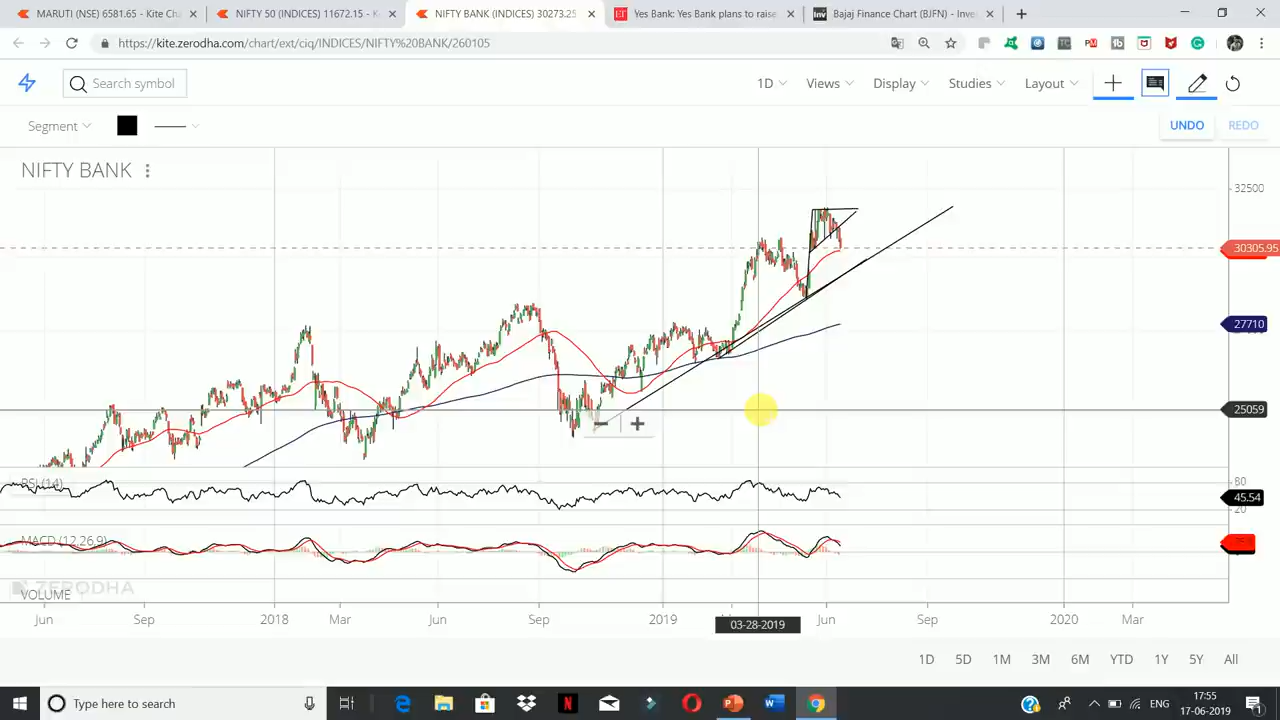 MARUTI (NSE) 6581.65 - Kite Ch
NIFTY 50 (INDICES) 11672.15 - K
NIFTY BANK (INDICES) 30273.25
Yes Bank: Yes Bank plans to raise
Bajaj Finance Chart (BJFN) - Inve
https://kite.zerodha.com/chart/ext/ciq/INDICES/NIFTY%20BANK/260105
Search symbol
1D Views Display Studies Layout
Segment
UNDO REDO
NIFTY BANK
32500
30305.95
27710
25059
RSI (14)
80
45.54
20
MACD (12,26,9)
ZERODHA
VOLUME
Jun Sep 2018 Mar Jun Sep 2019 03-28-2019 Jun Sep 2020 Mar
1D 5D 1M 3M 6M YTD 1Y 5Y All
Type here to search
ENG
17:55
17-06-2019